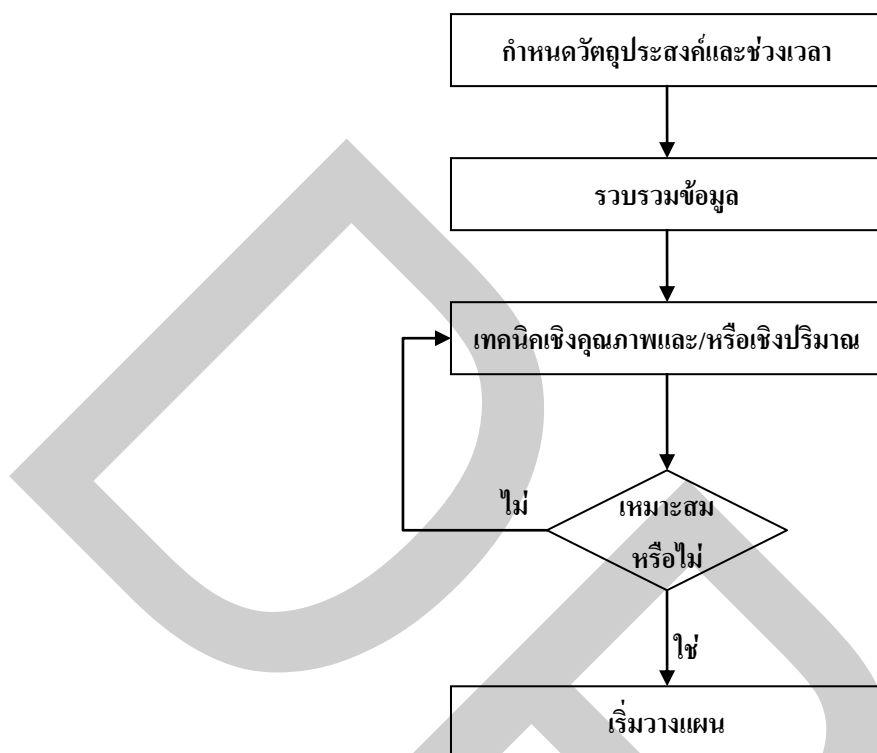 กำหนดวัตถุประสงค์และช่วงเวลา
รวบรวมข้อมูล
เทคนิคเชิงคุณภาพและ/หรือเชิงปริมาณ
ไม่
เหมาะสม
หรือไม่
ใช่
เริ่มวางแผน